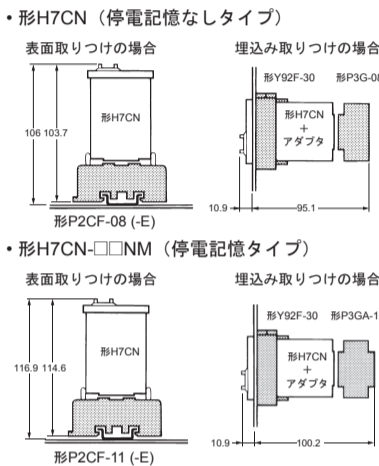 ・形H7CN（停電記憶なしタイプ）
表面取りつけの場合
埋込み取りつけの場合
形Y92F-30 形P3G-08
106 103.7
形H7CN
形H7CN
+
アダプタ
10.9 95.1
形P2CF-08 (-E)
・形H7CN-□□NM（停電記憶タイプ）
表面取りつけの場合
埋込み取りつけの場合
形Y92F-30 形P3GA-1
116.9 114.6
形H7CN
形H7CN
+
アダプタ
10.9 100.2
形P2CF-11 (-E)